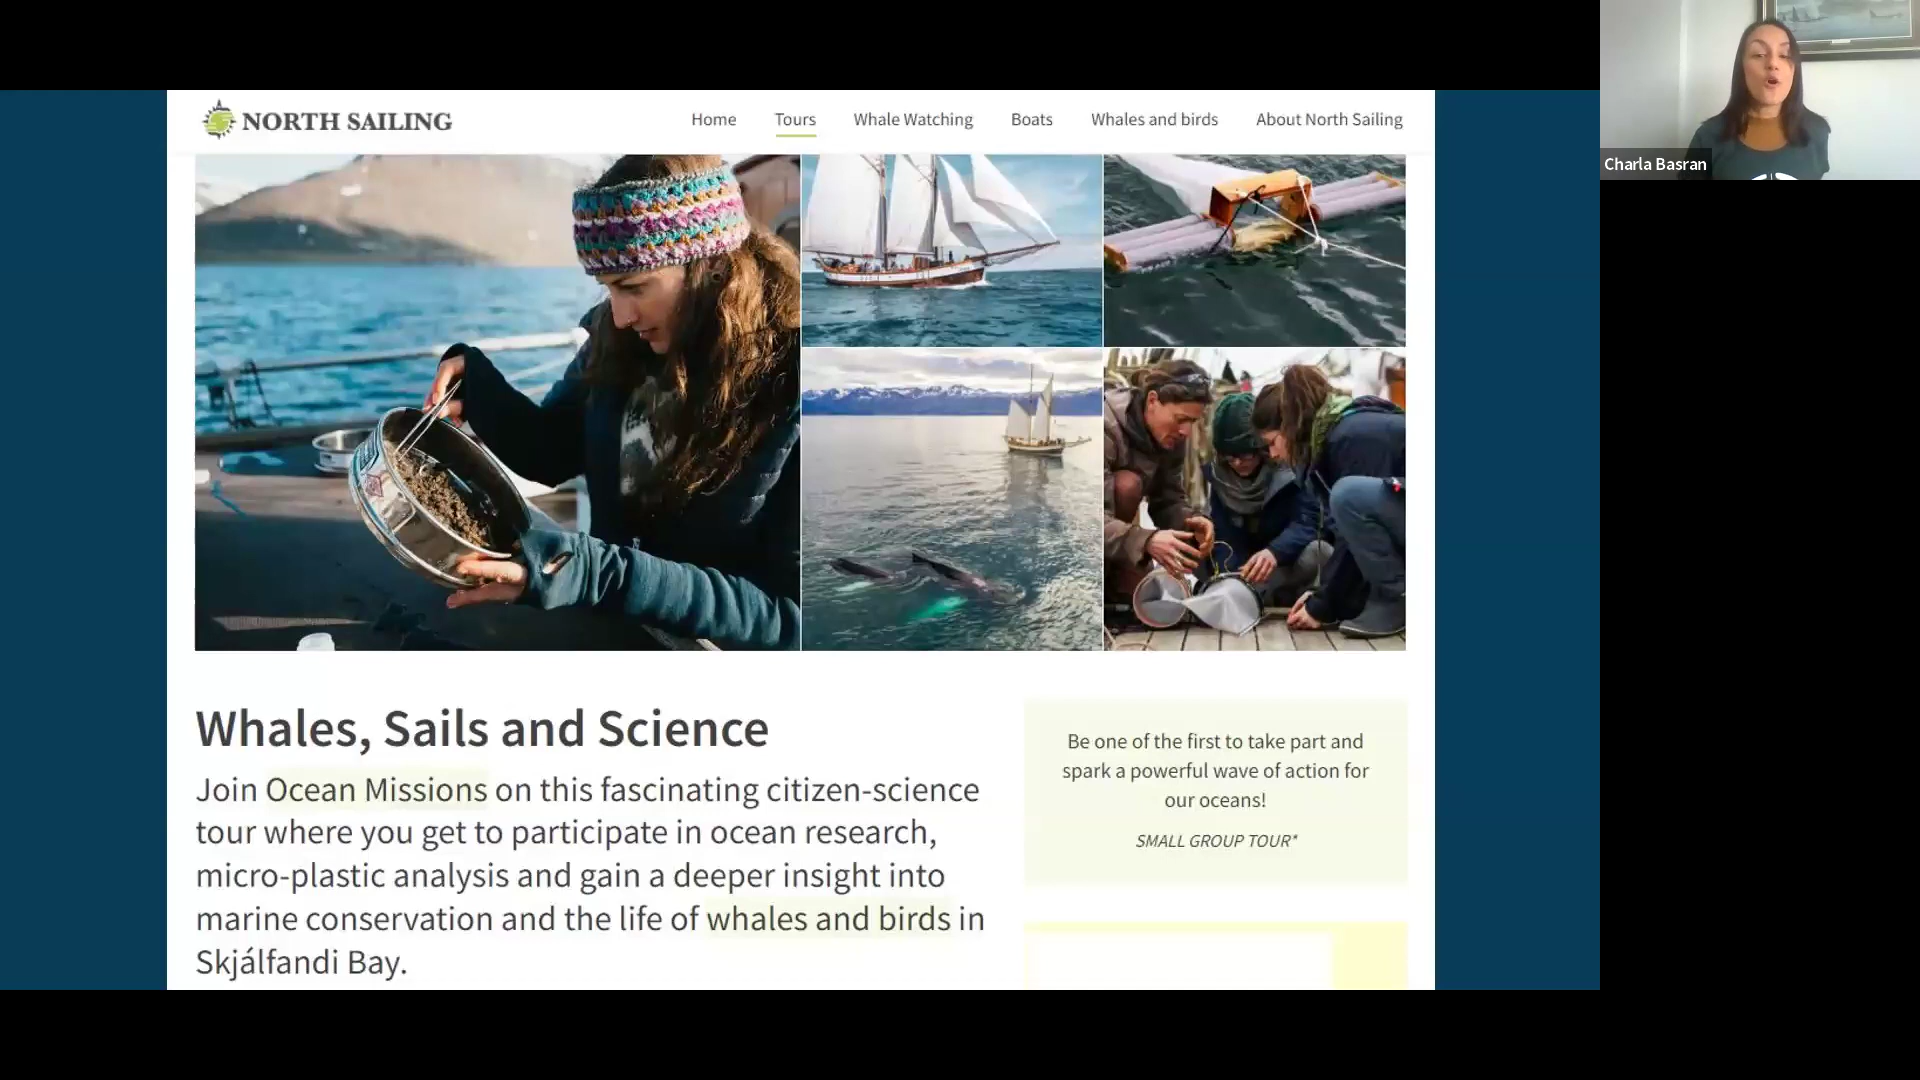 NORTH SAILING
Home Tours Whale Watching Boats Whales and birds About North Sailing
Charla Basran
Whales, Sails and Science
Join Ocean Missions on this fascinating citizen-science
tour where you get to participate in ocean research,
micro-plastic analysis and gain a deeper insight into
marine conservation and the life of whales and birds in
Skjálfandi Bay.
Be one of the first to take part and
spark a powerful wave of action for
our oceans!
SMALL GROUP TOUR*